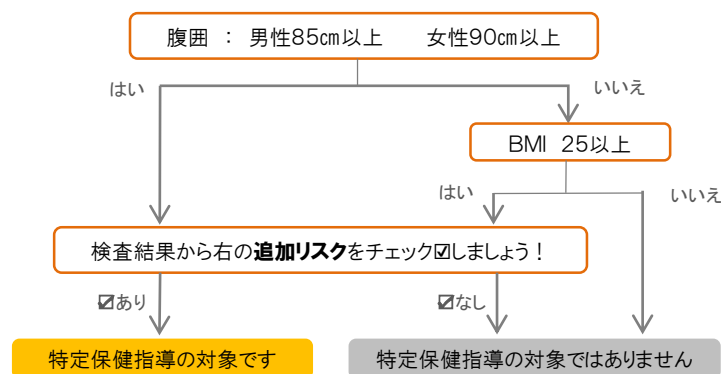 腹囲 ： 男性85㎝以上　女性90㎝以上
はい
いいえ
BMI 25以上
はい
いいえ
検査結果から右の追加リスクをチェック☑しましょう！
☑あり
☑なし
特定保健指導の対象です
特定保健指導の対象ではありません